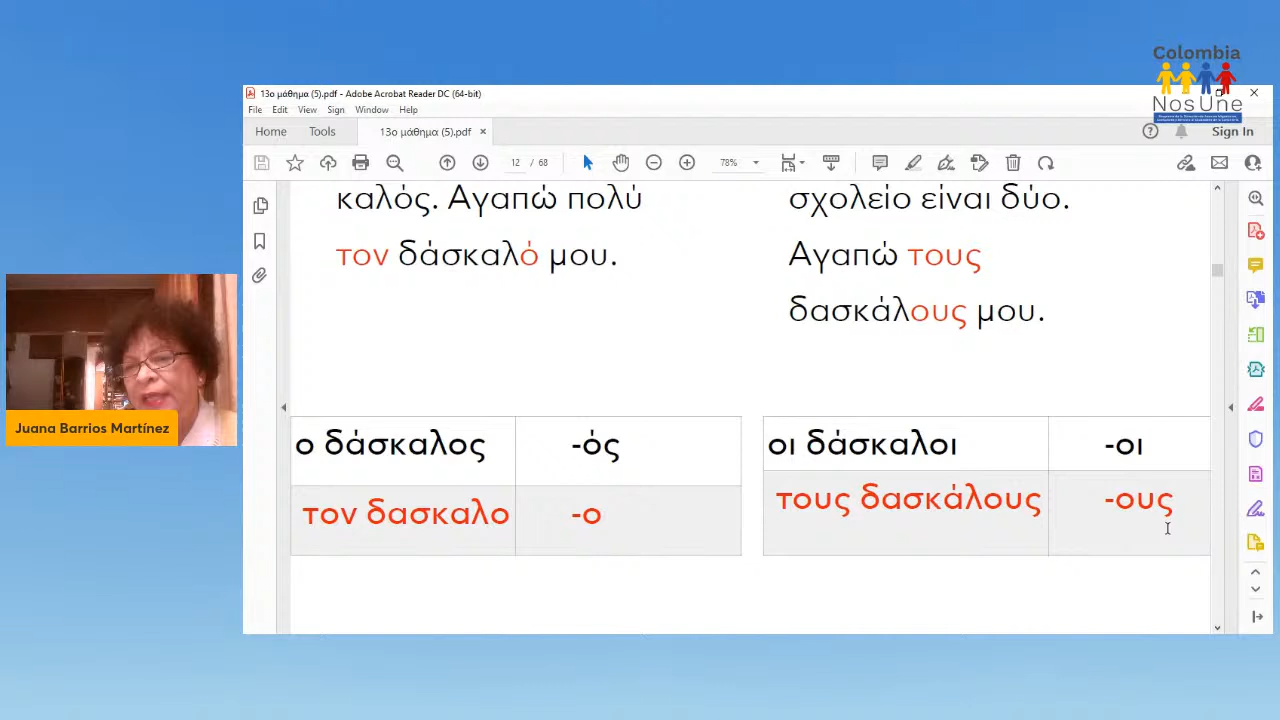 Colombia
NosUne
13ο μάθημα (5).pdf - Adobe Acrobat Reader DC (64-bit)
File Edit View Sign Window Help
Home Tools 13ο μάθημα (5).pdf × Sign In
12 / 68 78%
καλός. Αγαπώ πολύ
τον δάσκαλό μου.
σχολείο είναι δύο.
Αγαπώ τους
δασκάλους μου.
ο δάσκαλος -ός
τον δασκαλο -ο
οι δάσκαλοι -οι
τους δασκάλους -ους
Juana Barrios Martínez